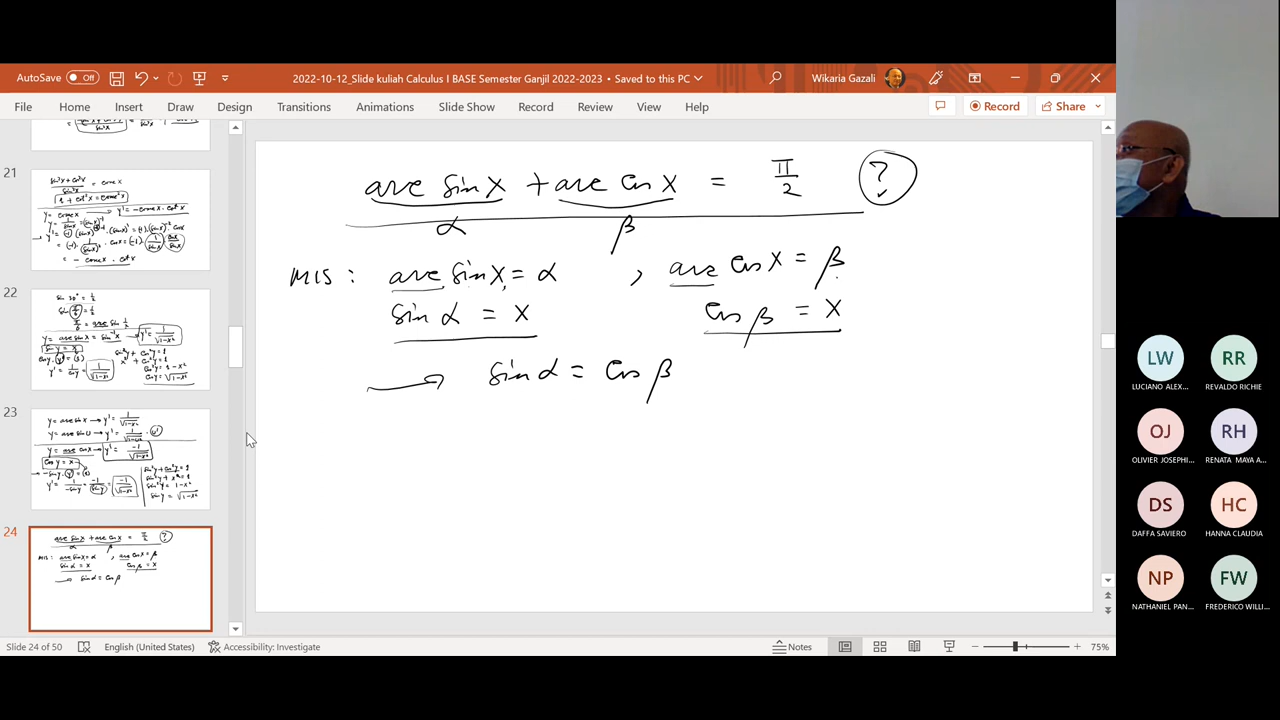 AutoSave Off 2022-10-12_Slide kuliah Calculus I BASE Semester Ganjil 2022-2023 • Saved to this PC Wikaria Gazali
File Home Insert Draw Design Transitions Animations Slide Show Record Review View Help Record Share
21
22
23
24
arc sin x + arc cos x = π/2 ?
α β
MIS : arc sin x = α , arc cos x = β
sin α = x cos β = x
→ sin α = cos β
LW RR
LUCIANO ALEX... REVALDO RICHIE
OJ RH
OLIVIER JOSEPHI... RENATA MAYA A...
DS HC
DAFFA SAVIERO HANNA CLAUDIA
NP FW
NATHANIEL PAN... FREDERICO WILLI...
Slide 24 of 50 English (United States) Accessibility: Investigate Notes 75%